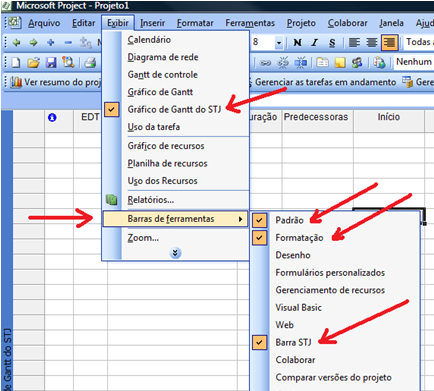 Microsoft Project - Projeto1
Arquivo Exibir Inserir Formatar Ferramentas Projeto Colaborar Janela
8 N I S Todas a
Nenhum
Ver resumo do Gerenciar as tarefas em andamento
EDT Predecessoras Início
Calendário
Diagrama de rede
Gantt de controle
Gráfico de Gantt
Gráfico de Gantt do STJ
Uso da tarefa
Gráfico de recursos
Planilha de recursos
Uso dos Recursos
Relatórios...
Barras de ferramentas
Zoom...
Padrão
Formatação
Desenho
Formulários personalizados
Gerenciamento de recursos
Visual Basic
Web
Barra STJ
Colaborar
Comparar versões do projeto
de Gantt do STJ